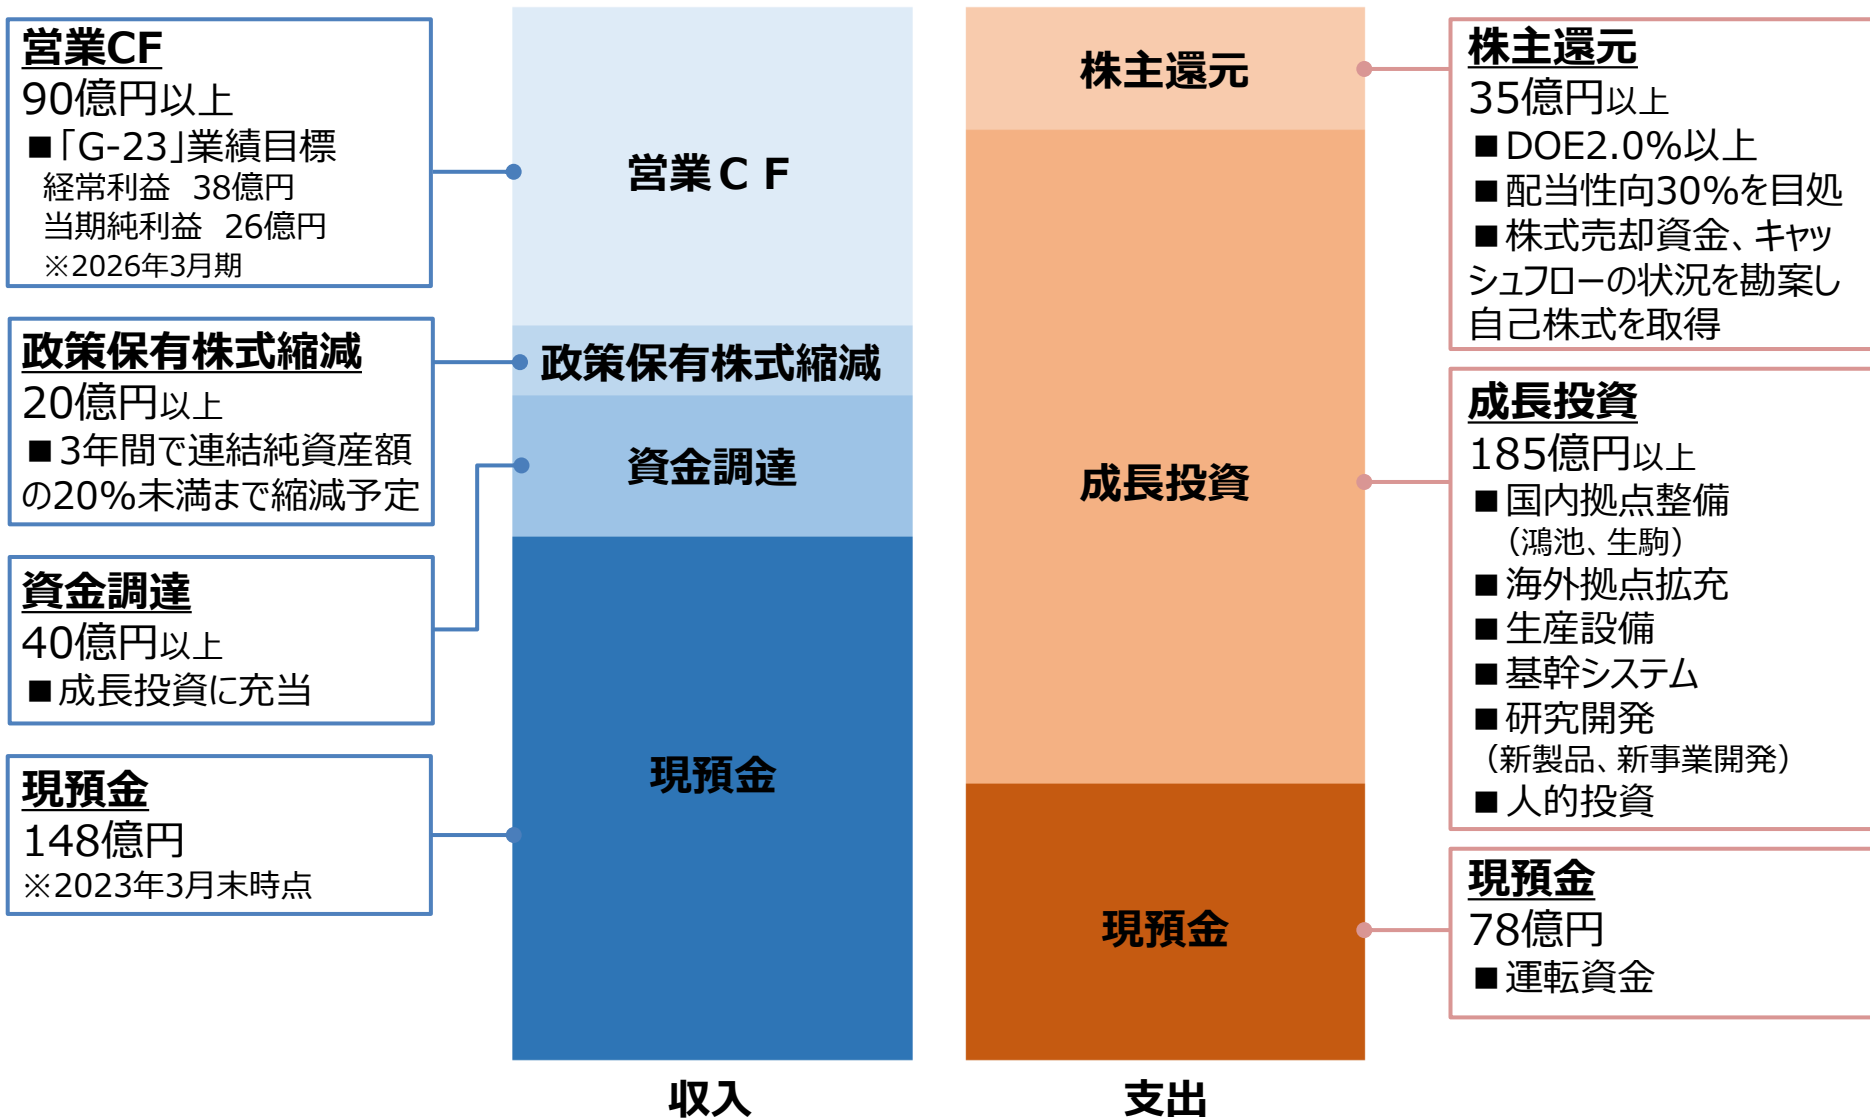 営業CF
90億円以上
■「G-23」業績目標
経常利益 38億円
当期純利益 26億円
※2026年3月期
政策保有株式縮減
20億円以上
■3年間で連結純資産額
の20%未満まで縮減予定
資金調達
40億円以上
■成長投資に充当
現預金
148億円
※2023年3月末時点
営業ＣＦ
政策保有株式縮減
資金調達
現預金
収入
株主還元
成長投資
現預金
支出
株主還元
35億円以上
■DOE2.0%以上
■配当性向30%を目処
■株式売却資金、キャッ
シュフローの状況を勘案し
自己株式を取得
成長投資
185億円以上
■国内拠点整備
（鴻池、生駒）
■海外拠点拡充
■生産設備
■基幹システム
■研究開発
（新製品、新事業開発）
■人的投資
現預金
78億円
■運転資金